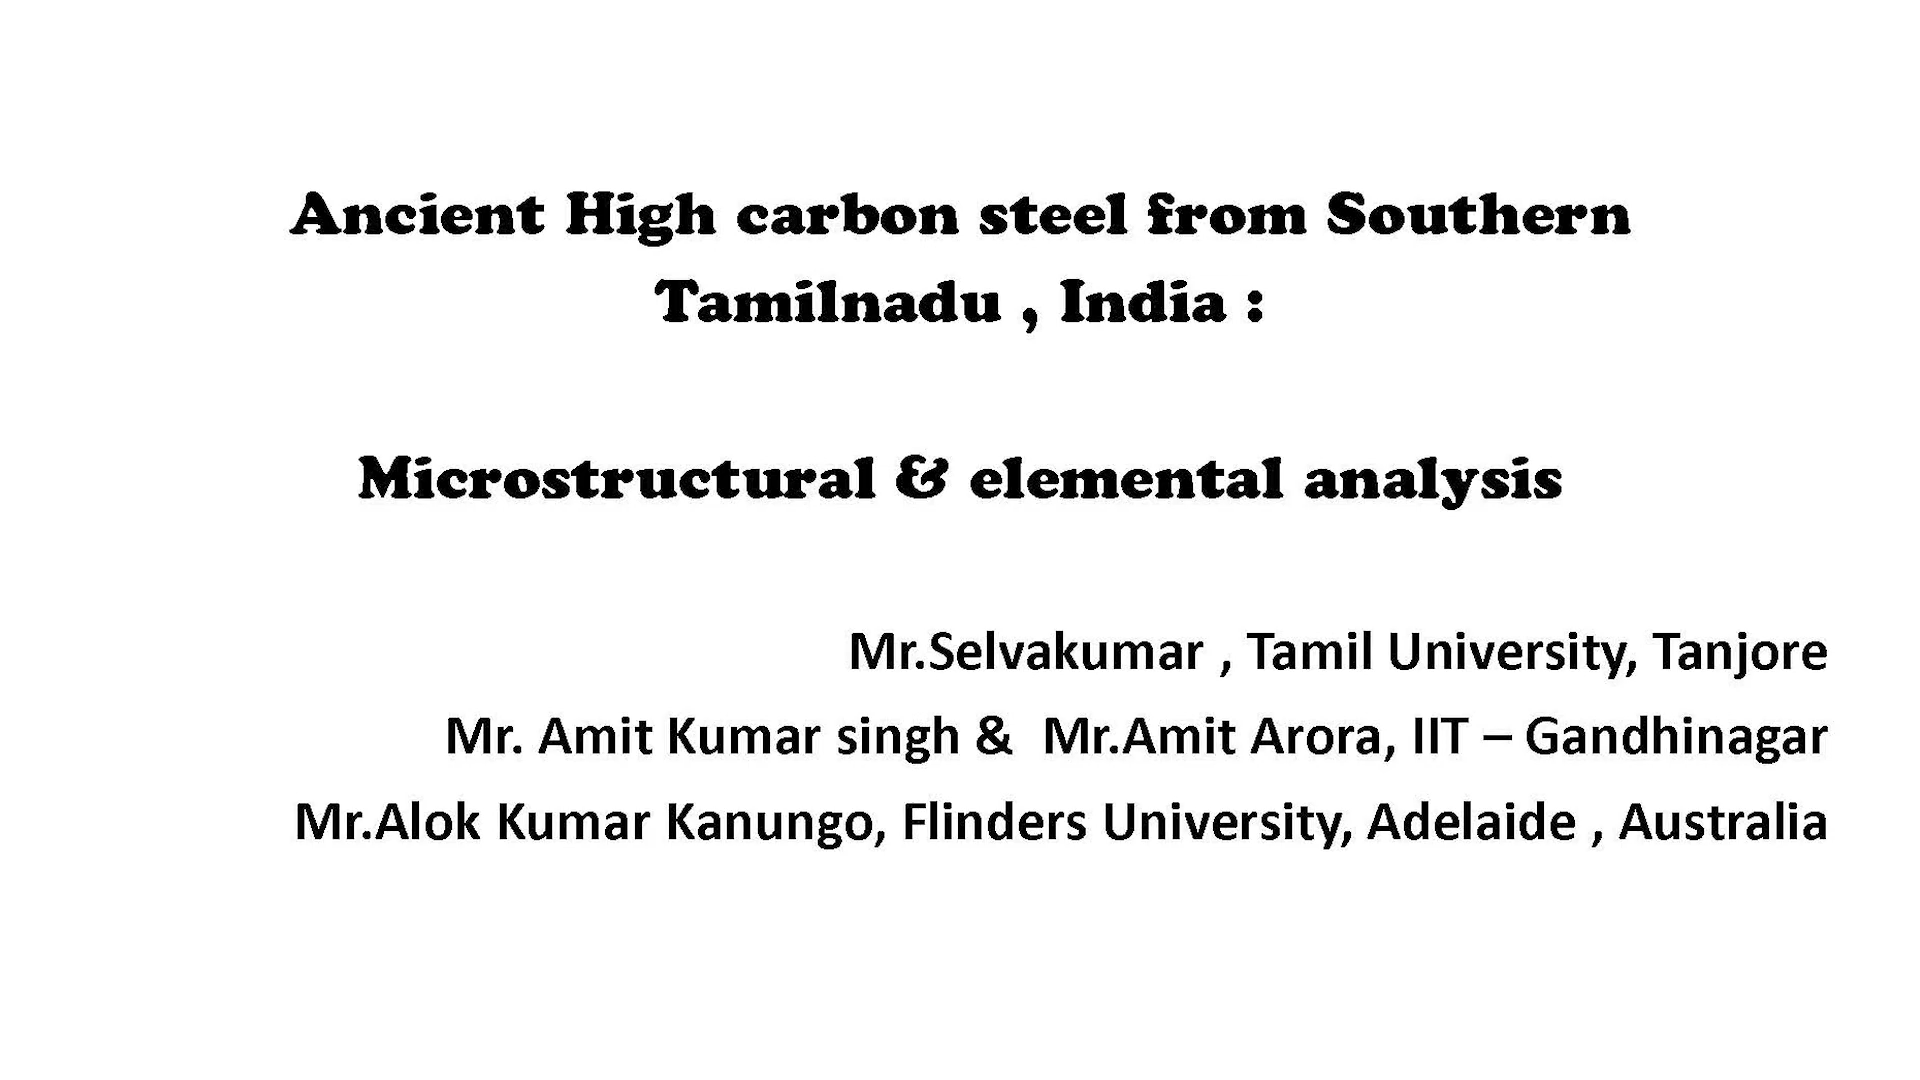 Ancient High carbon steel from Southern
Tamilnadu , India :
Microstructural & elemental analysis
Mr.Selvakumar , Tamil University, Tanjore
Mr. Amit Kumar singh &  Mr.Amit Arora, IIT – Gandhinagar
Mr.Alok Kumar Kanungo, Flinders University, Adelaide , Australia